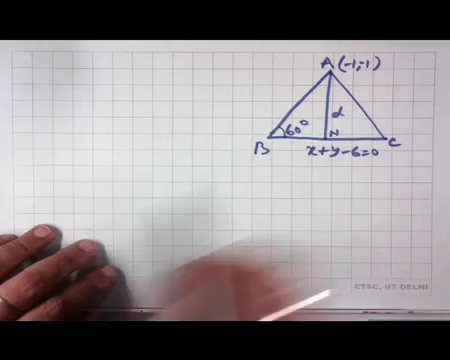 A (-1,-1)
60°
d
B
N
C
x+y-6=0
ETSC, IIT DELHI